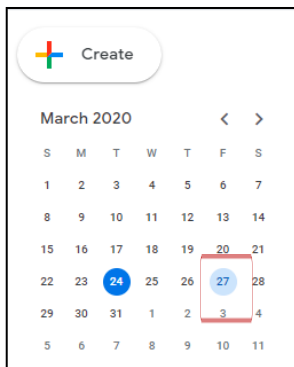 Create
March 2020
S M T W T F S
1 2 3 4 5 6 7
8 9 10 11 12 13 14
15 16 17 18 19 20 21
22 23 24 25 26 27 28
29 30 31 1 2 3 4
5 6 7 8 9 10 11